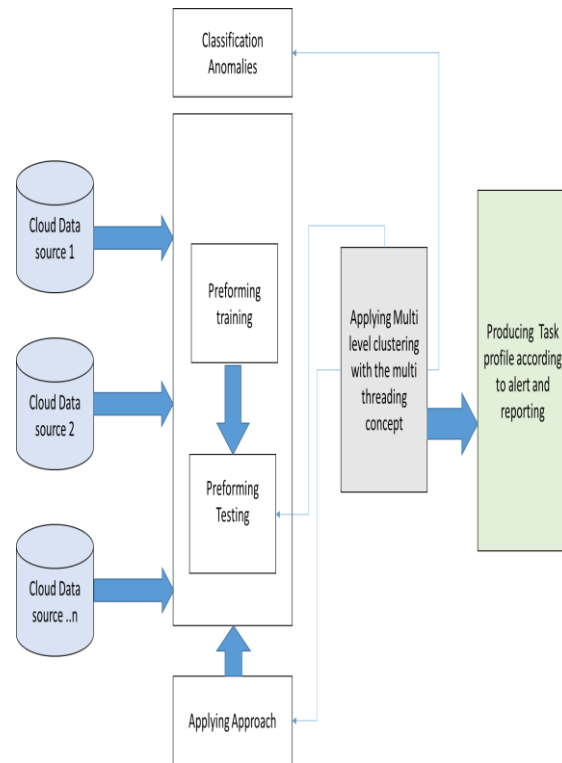 Classification
Anomalies
Cloud Data
source 1
Preforming
training
Cloud Data
source 2
Applying Multi
level clustering
with the multi
threading
concept
Producing Task
profile according
to alert and
reporting
Preforming
Testing
Cloud Data
source ..n
Applying Approach